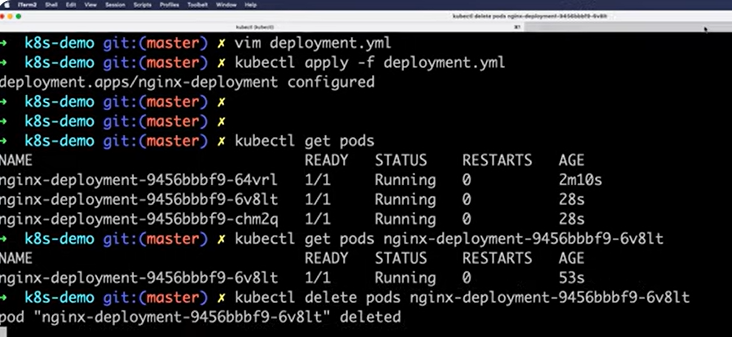 iTerm2 Shell Edit View Session Scripts Profiles Toolbelt Window Help
kubectl delete pods nginx-deployment-9456bbbf9-6v8lt
kubectl (kubectl) ⌘1
➜ k8s-demo git:(master) ✗ vim deployment.yml
➜ k8s-demo git:(master) ✗ kubectl apply -f deployment.yml
deployment.apps/nginx-deployment configured
➜ k8s-demo git:(master) ✗
➜ k8s-demo git:(master) ✗
➜ k8s-demo git:(master) ✗ kubectl get pods
NAME READY STATUS RESTARTS AGE
nginx-deployment-9456bbbf9-64vrl 1/1 Running 0 2m10s
nginx-deployment-9456bbbf9-6v8lt 1/1 Running 0 28s
nginx-deployment-9456bbbf9-chm2q 1/1 Running 0 28s
➜ k8s-demo git:(master) ✗ kubectl get pods nginx-deployment-9456bbbf9-6v8lt
NAME READY STATUS RESTARTS AGE
nginx-deployment-9456bbbf9-6v8lt 1/1 Running 0 53s
➜ k8s-demo git:(master) ✗ kubectl delete pods nginx-deployment-9456bbbf9-6v8lt
pod "nginx-deployment-9456bbbf9-6v8lt" deleted